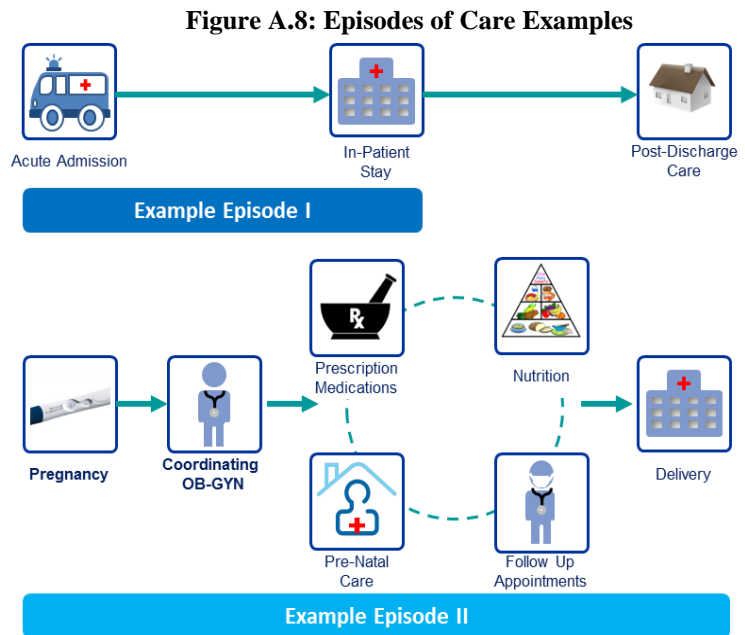 Figure A.8: Episodes of Care Examples
Acute Admission
In-Patient
Stay
Post-Discharge
Care
Example Episode I
Rx
Prescription
Medications
Nutrition
Pregnancy
Coordinating
OB-GYN
Delivery
Pre-Natal
Care
Follow Up
Appointments
Example Episode II